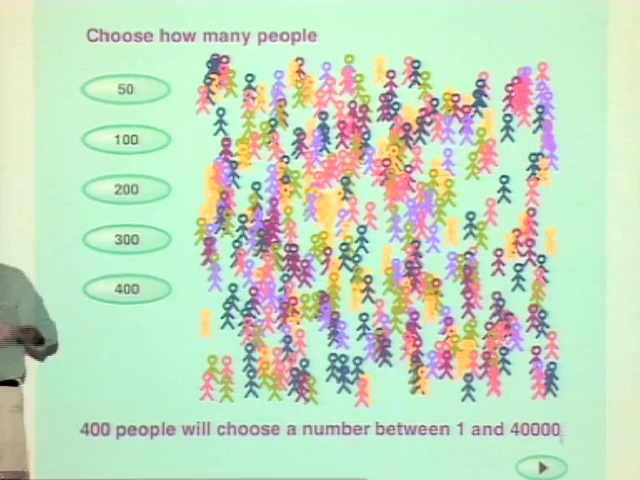 Choose how many people
50
100
200
300
400
400 people will choose a number between 1 and 40000